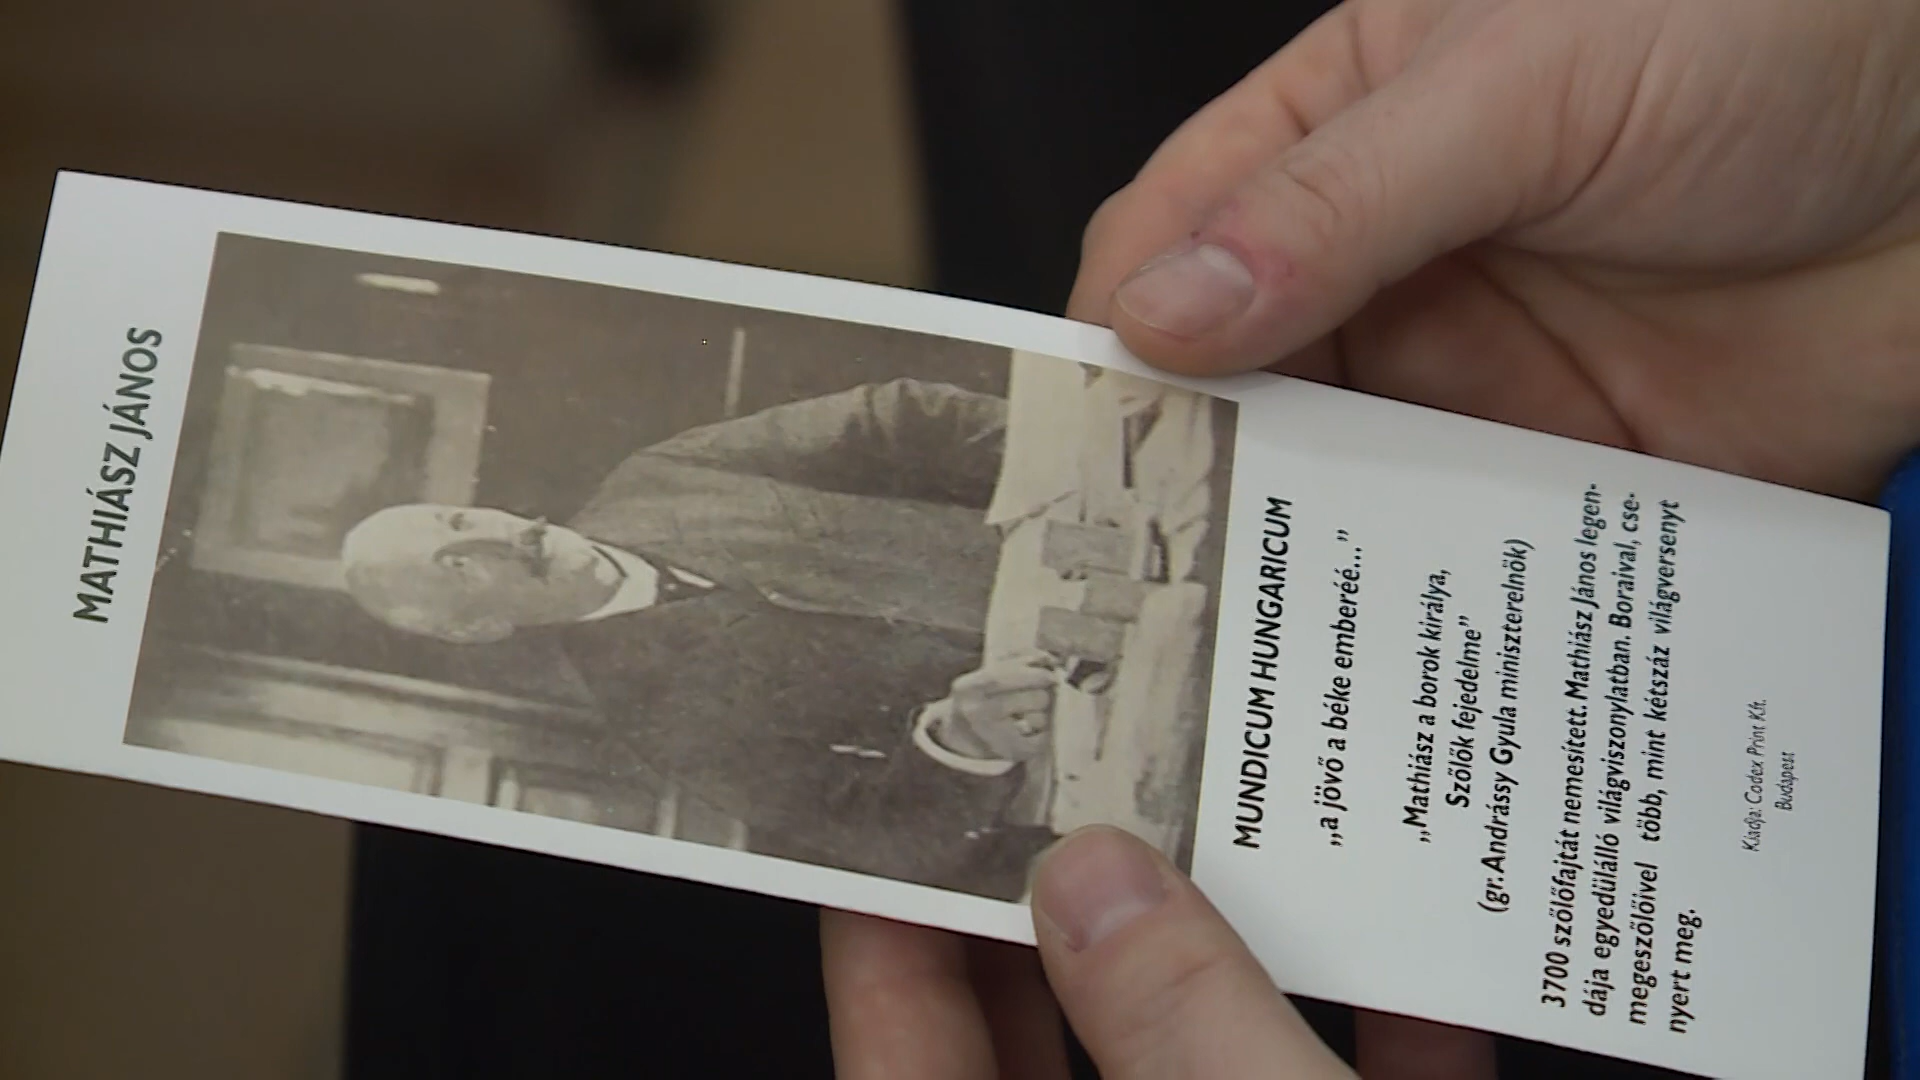 MATHIÁSZ JÁNOS
MUNDICUM HUNGARICUM
„a jövő a béke emberéé...”
„Mathiász a borok királya,
Szőlők fejedelme”
(gr. Andrássy Gyula miniszterelnök)
3700 szőlőfajtát nemesített. Mathiász János legen-
dája egyedülálló világviszonylatban. Boraival, cse-
megeszőlőivel több, mint kétszáz világversenyt
nyert meg.
Kiadja: Codex Print Kft.
Budapest